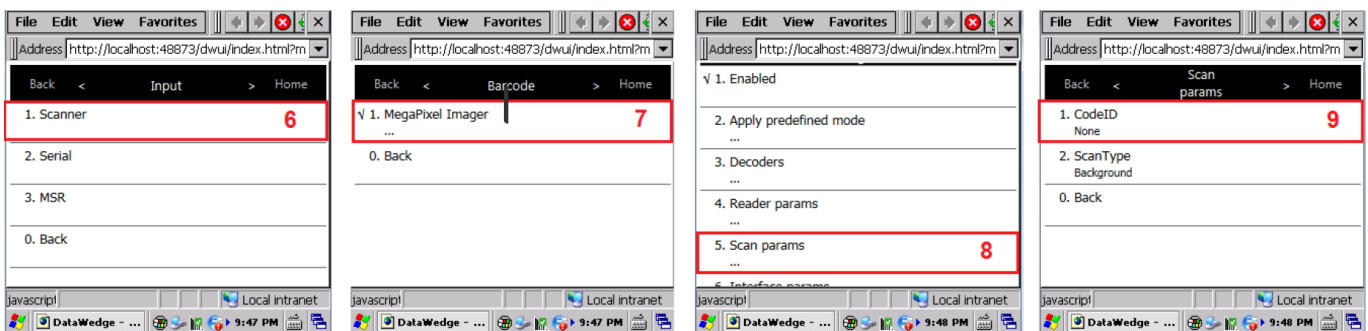 File Edit View Favorites
Address http://localhost:48873/dwui/index.html?m
Back < Input > Home
1. Scanner
6
2. Serial
3. MSR
0. Back
javascript
Local intranet
DataWedge - ... 9:47 PM
File Edit View Favorites
Address http://localhost:48873/dwui/index.html?m
Back < Barcode > Home
√ 1. MegaPixel Imager
...
7
0. Back
javascript
Local intranet
DataWedge - ... 9:47 PM
File Edit View Favorites
Address http://localhost:48873/dwui/index.html?m
√ 1. Enabled
2. Apply predefined mode
...
3. Decoders
...
4. Reader params
...
5. Scan params
...
8
6. Interface params
javascript
Local intranet
DataWedge - ... 9:48 PM
File Edit View Favorites
Address http://localhost:48873/dwui/index.html?m
Back < Scan
params > Home
1. CodeID
None
9
2. ScanType
Background
0. Back
javascript
Local intranet
DataWedge - ... 9:48 PM